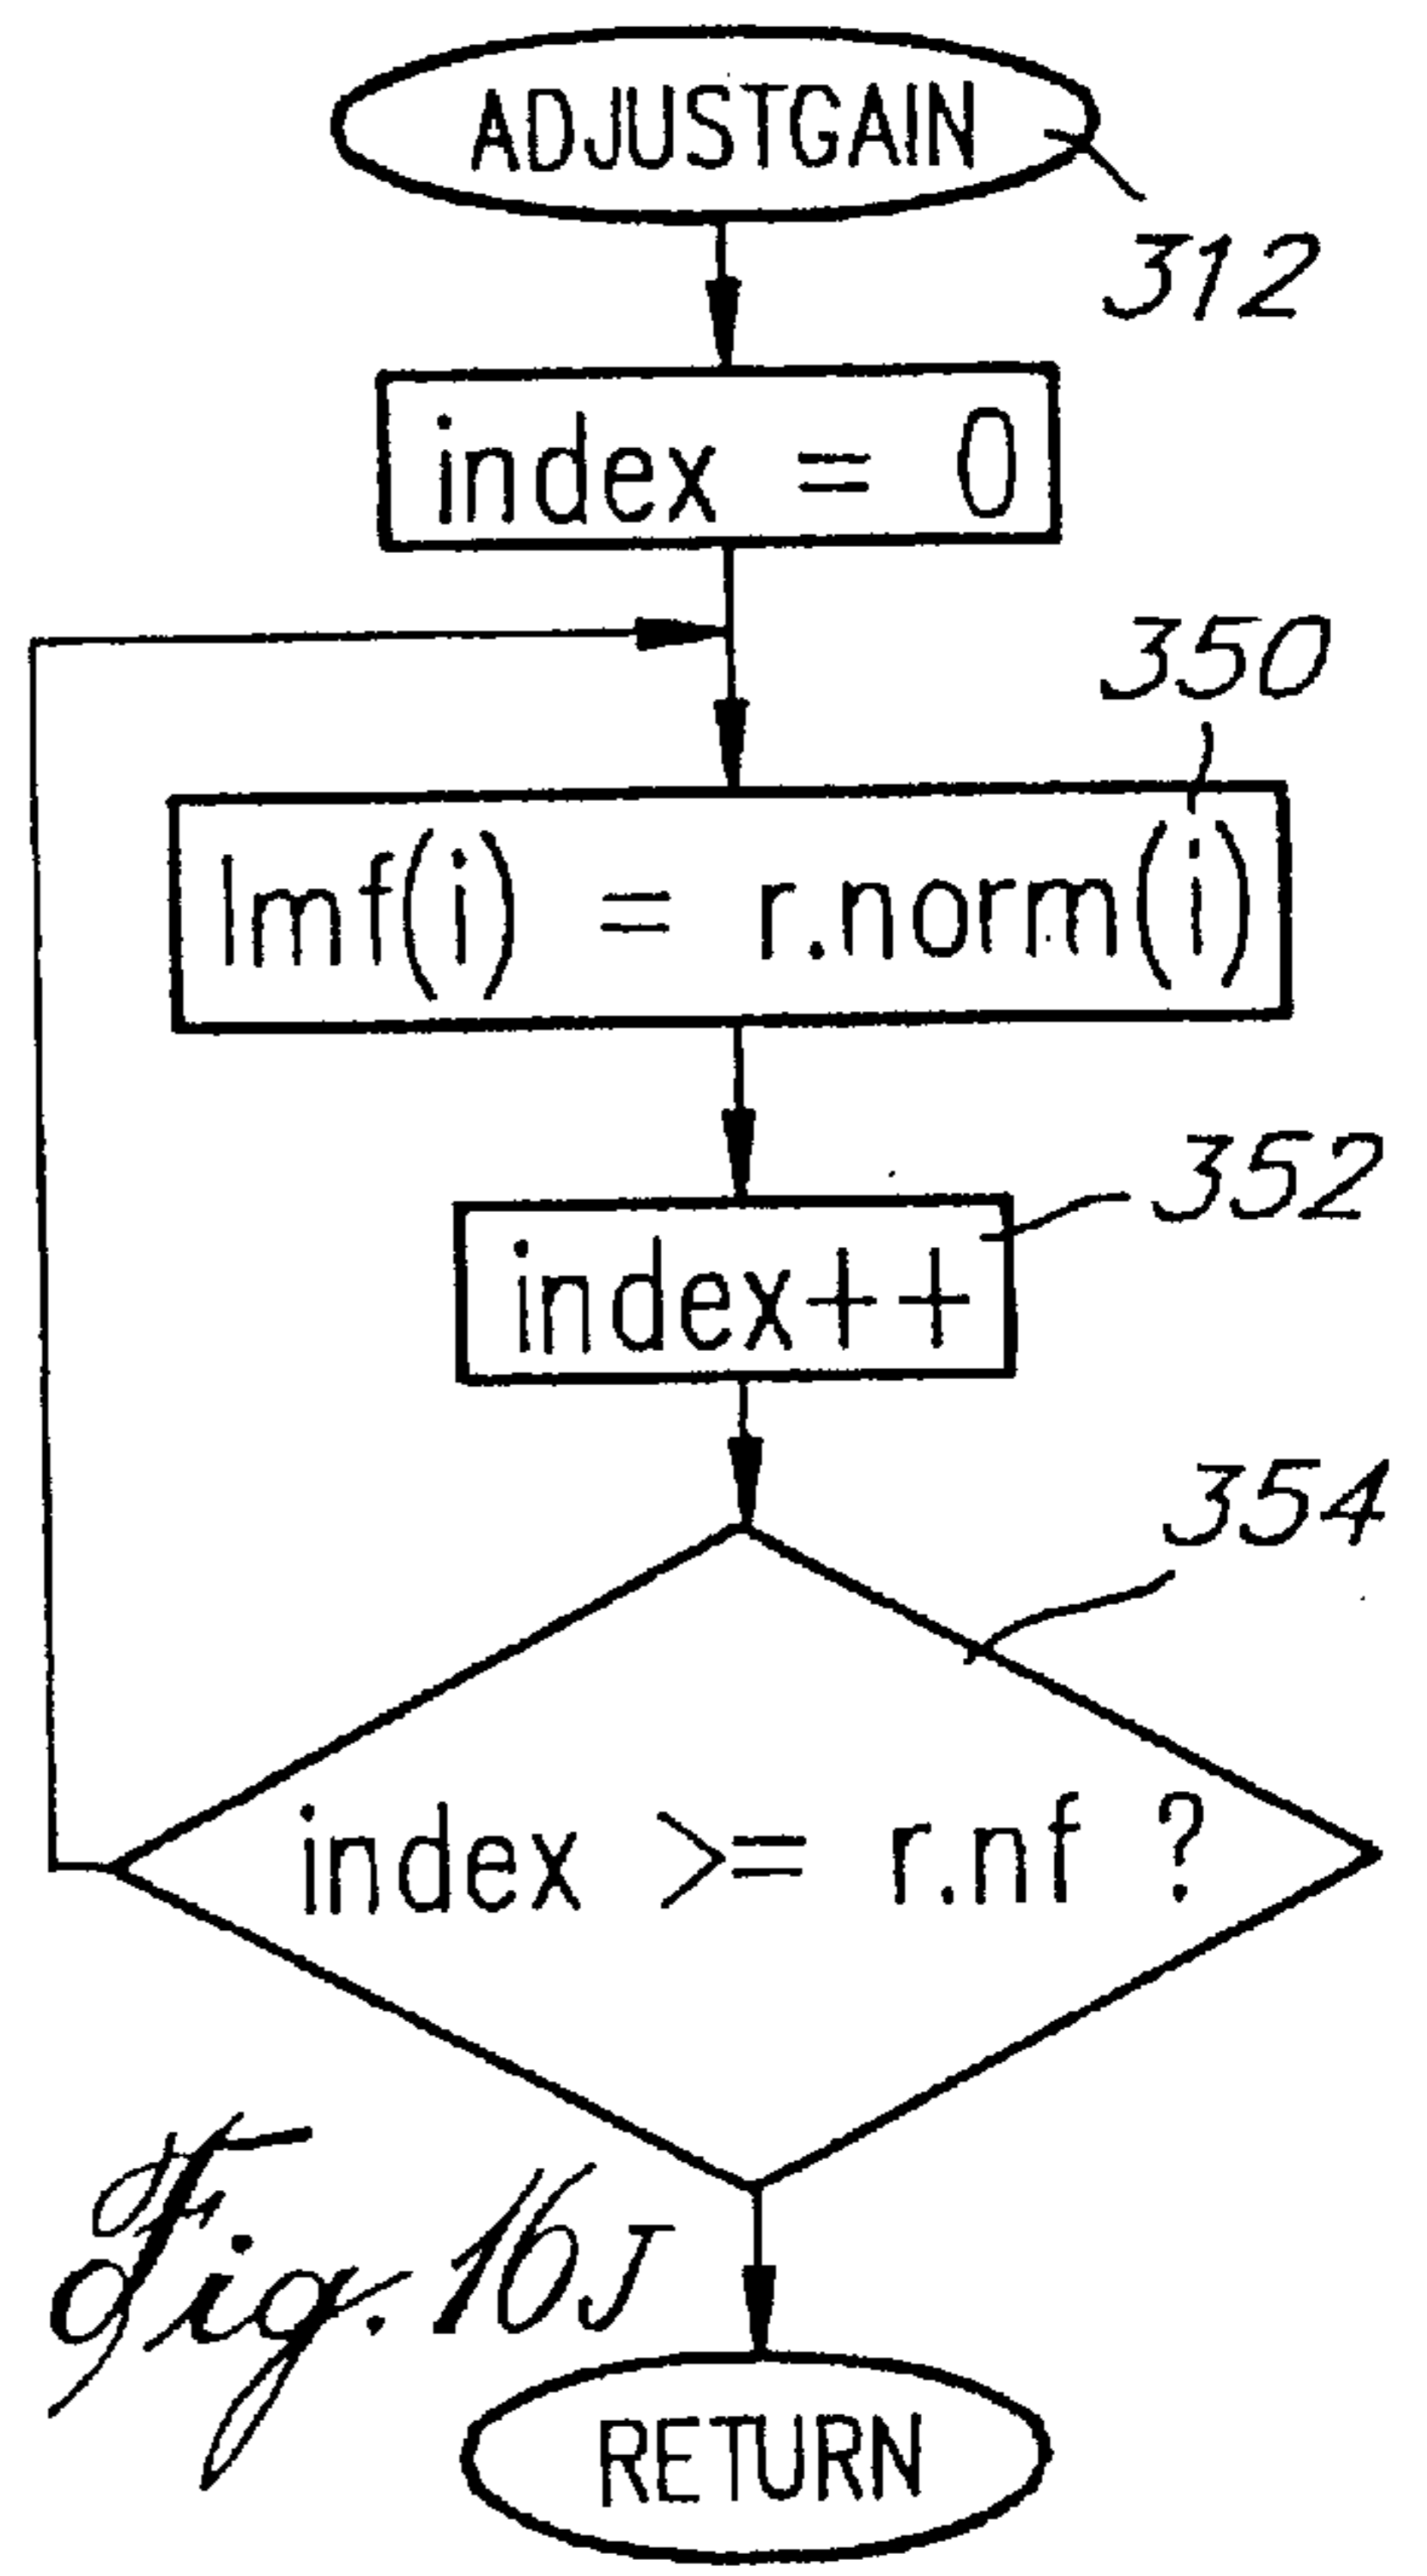 ADJUSTGAIN
312
index = 0
350
lmf(i) = r.norm(i)
352
index++
354
index >= r.nf ?
Fig. 16J
RETURN